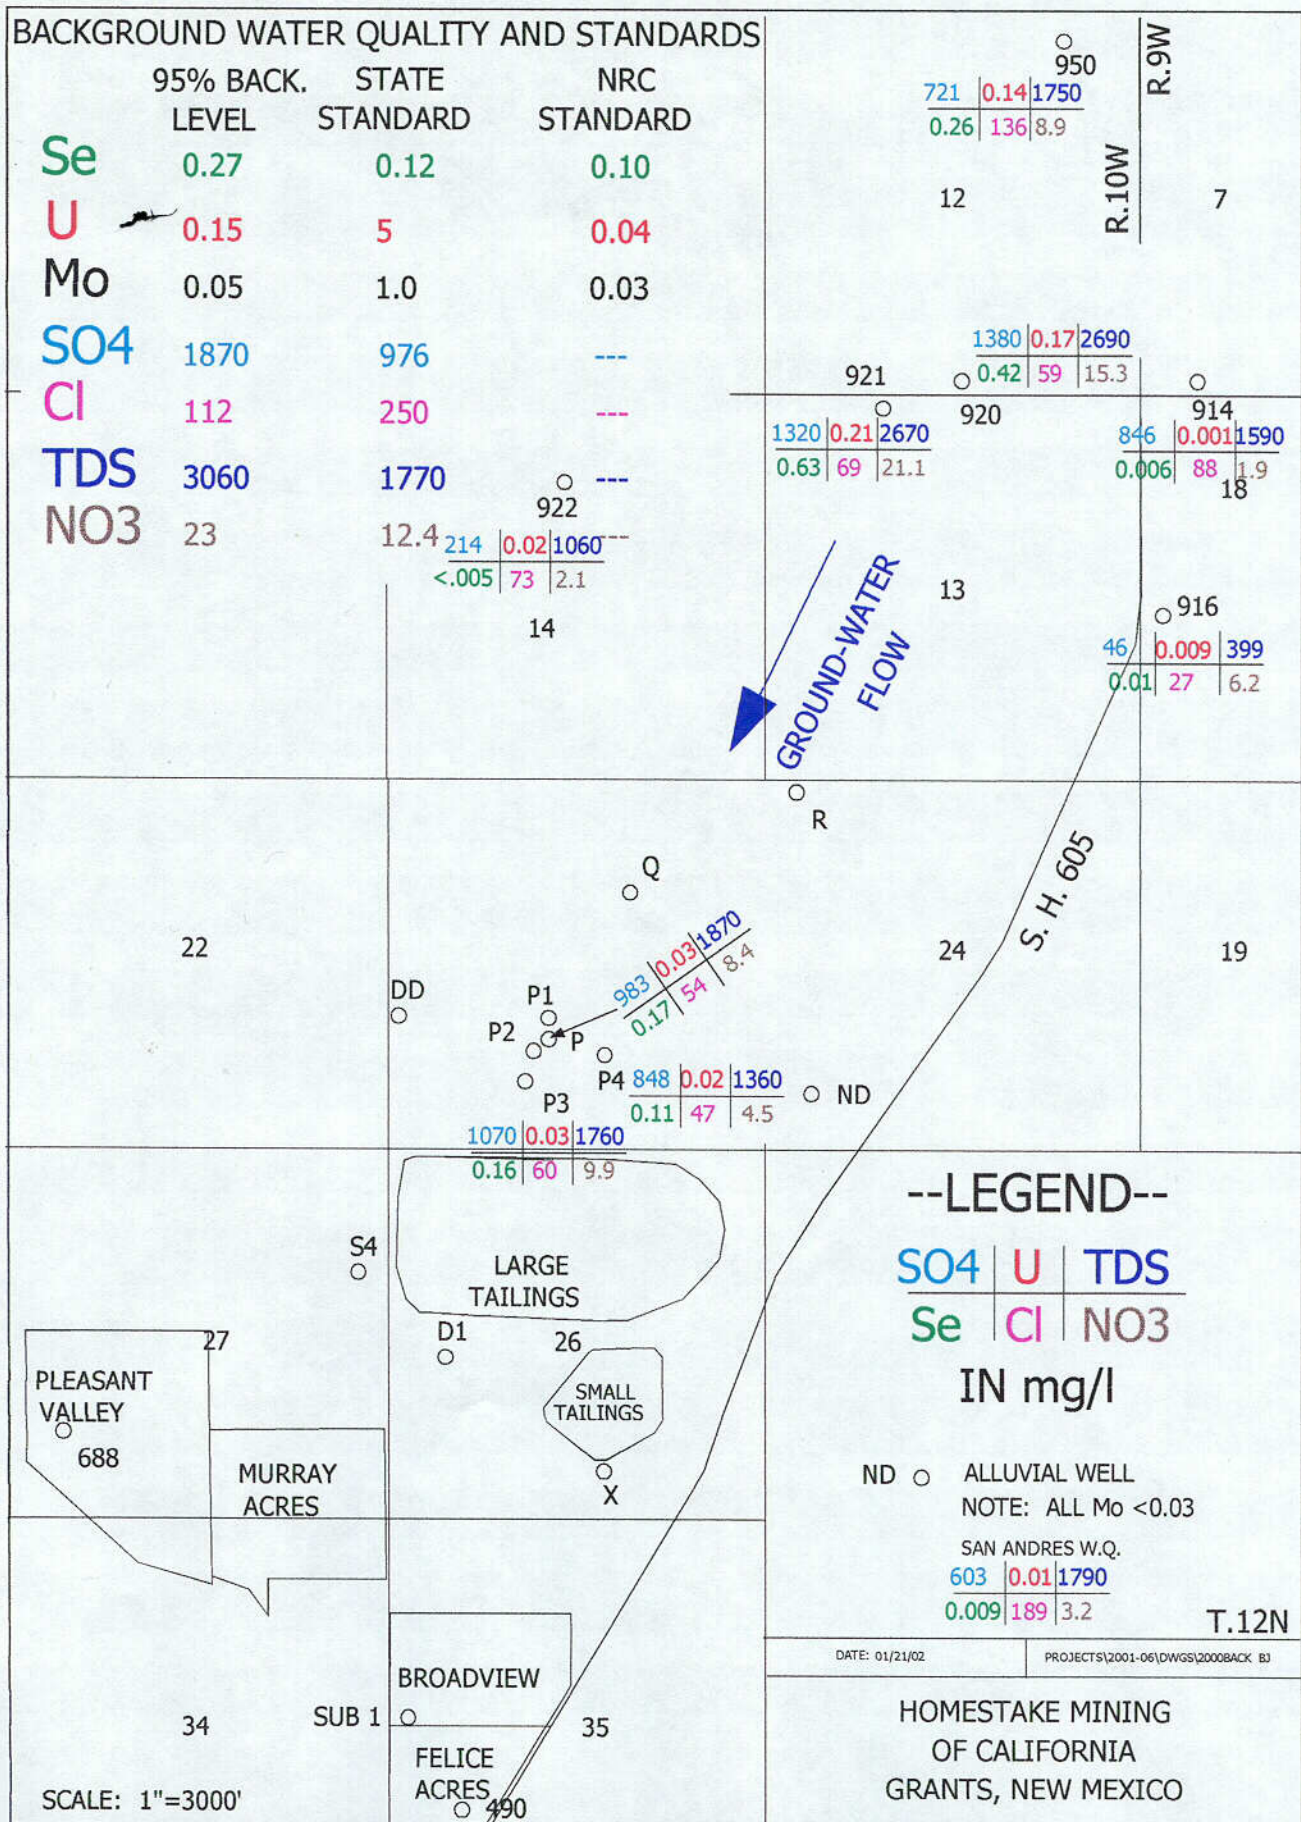 BACKGROUND WATER QUALITY AND STANDARDS
95% BACK. STATE NRC
LEVEL STANDARD STANDARD
Se 0.27 0.12 0.10
U 0.15 5 0.04
Mo 0.05 1.0 0.03
SO4 1870 976 ---
Cl 112 250 ---
TDS 3060 1770 ---
NO3 23 12.4 ---
950
721 0.14 1750
0.26 136 8.9
R.9W
R.10W
12
7
1380 0.17 2690
0.42 59 15.3
921
920
914
1320 0.21 2670
0.63 69 21.1
846 0.001 1590
0.006 88 1.9
18
922
214 0.02 1060
<.005 73 2.1
14
13
916
46 0.009 399
0.01 27 6.2
GROUND-WATER
FLOW
R
Q
S. H. 605
22
24
19
983 0.03 1870
0.17 54 8.4
DD
P1
P2
P
P4
P3
848 0.02 1360
0.11 47 4.5
ND
1070 0.03 1760
0.16 60 9.9
S4
LARGE
TAILINGS
D1
26
27
SMALL
TAILINGS
PLEASANT
VALLEY
688
MURRAY
ACRES
X
--LEGEND--
SO4 U TDS
Se Cl NO3
IN mg/l
ND ALLUVIAL WELL
NOTE: ALL Mo <0.03
SAN ANDRES W.Q.
603 0.01 1790
0.009 189 3.2
T.12N
DATE: 01/21/02
PROJECTS\2001-06\DWGS\2000BACK BJ
BROADVIEW
SUB 1
34
35
FELICE
ACRES
490
SCALE: 1"=3000'
HOMESTAKE MINING
OF CALIFORNIA
GRANTS, NEW MEXICO